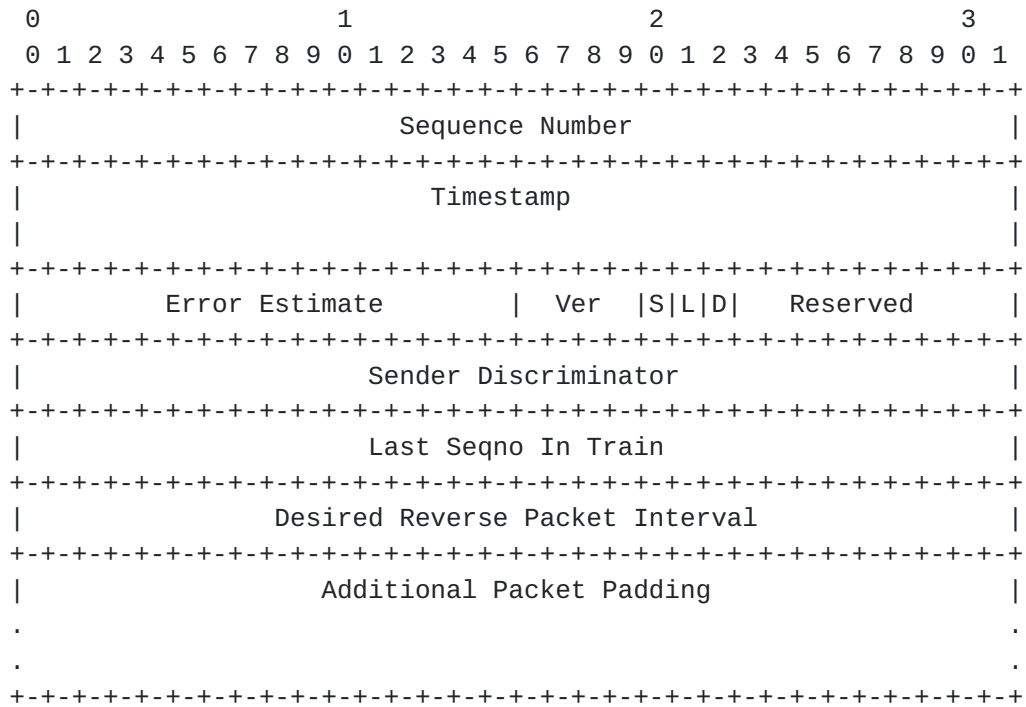 0                   1                   2                   3
 0 1 2 3 4 5 6 7 8 9 0 1 2 3 4 5 6 7 8 9 0 1 2 3 4 5 6 7 8 9 0 1
+-+-+-+-+-+-+-+-+-+-+-+-+-+-+-+-+-+-+-+-+-+-+-+-+-+-+-+-+-+-+-+-+
|                        Sequence Number                        |
+-+-+-+-+-+-+-+-+-+-+-+-+-+-+-+-+-+-+-+-+-+-+-+-+-+-+-+-+-+-+-+-+
|                          Timestamp                            |
|                                                               |
+-+-+-+-+-+-+-+-+-+-+-+-+-+-+-+-+-+-+-+-+-+-+-+-+-+-+-+-+-+-+-+-+
|         Error Estimate        |  Ver  |S|L|D|   Reserved      |
+-+-+-+-+-+-+-+-+-+-+-+-+-+-+-+-+-+-+-+-+-+-+-+-+-+-+-+-+-+-+-+-+
|                      Sender Discriminator                     |
+-+-+-+-+-+-+-+-+-+-+-+-+-+-+-+-+-+-+-+-+-+-+-+-+-+-+-+-+-+-+-+-+
|                      Last Seqno In Train                      |
+-+-+-+-+-+-+-+-+-+-+-+-+-+-+-+-+-+-+-+-+-+-+-+-+-+-+-+-+-+-+-+-+
|                Desired Reverse Packet Interval                |
+-+-+-+-+-+-+-+-+-+-+-+-+-+-+-+-+-+-+-+-+-+-+-+-+-+-+-+-+-+-+-+-+
|                   Additional Packet Padding                   |
.                                                               .
.                                                               .
+-+-+-+-+-+-+-+-+-+-+-+-+-+-+-+-+-+-+-+-+-+-+-+-+-+-+-+-+-+-+-+-+